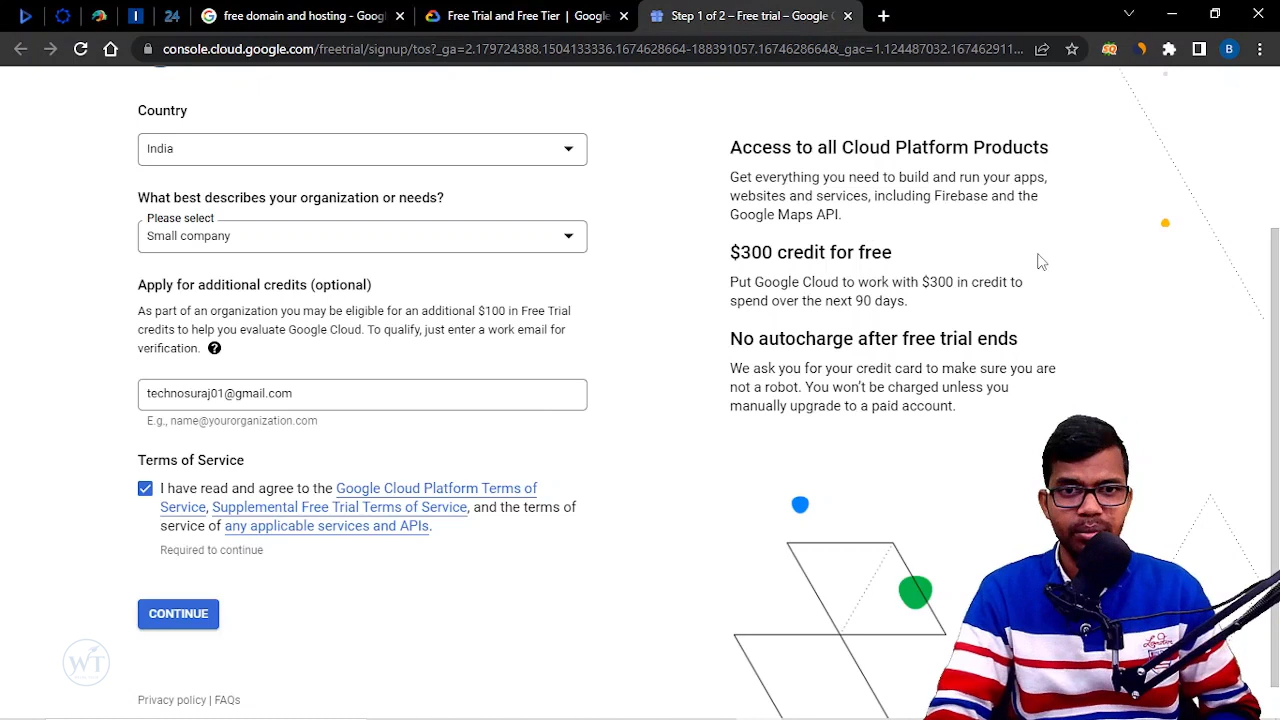 24
free domain and hosting - Googl
Free Trial and Free Tier | Google
Step 1 of 2 – Free trial – Google C
console.cloud.google.com/freetrial/signup/tos?_ga=2.179724388.1504133336.1674628664-188391057.1674628664&_gac=1.124487032.167462911...
B
Country
India
What best describes your organization or needs?
Please select
Small company
Apply for additional credits (optional)
As part of an organization you may be eligible for an additional $100 in Free Trial
credits to help you evaluate Google Cloud. To qualify, just enter a work email for
verification.
technosuraj01@gmail.com
E.g., name@yourorganization.com
Terms of Service
I have read and agree to the Google Cloud Platform Terms of
Service, Supplemental Free Trial Terms of Service, and the terms of
service of any applicable services and APIs.
Required to continue
CONTINUE
Privacy policy | FAQs
Access to all Cloud Platform Products
Get everything you need to build and run your apps,
websites and services, including Firebase and the
Google Maps API.
$300 credit for free
Put Google Cloud to work with $300 in credit to
spend over the next 90 days.
No autocharge after free trial ends
We ask you for your credit card to make sure you are
not a robot. You won’t be charged unless you
manually upgrade to a paid account.
WT
London